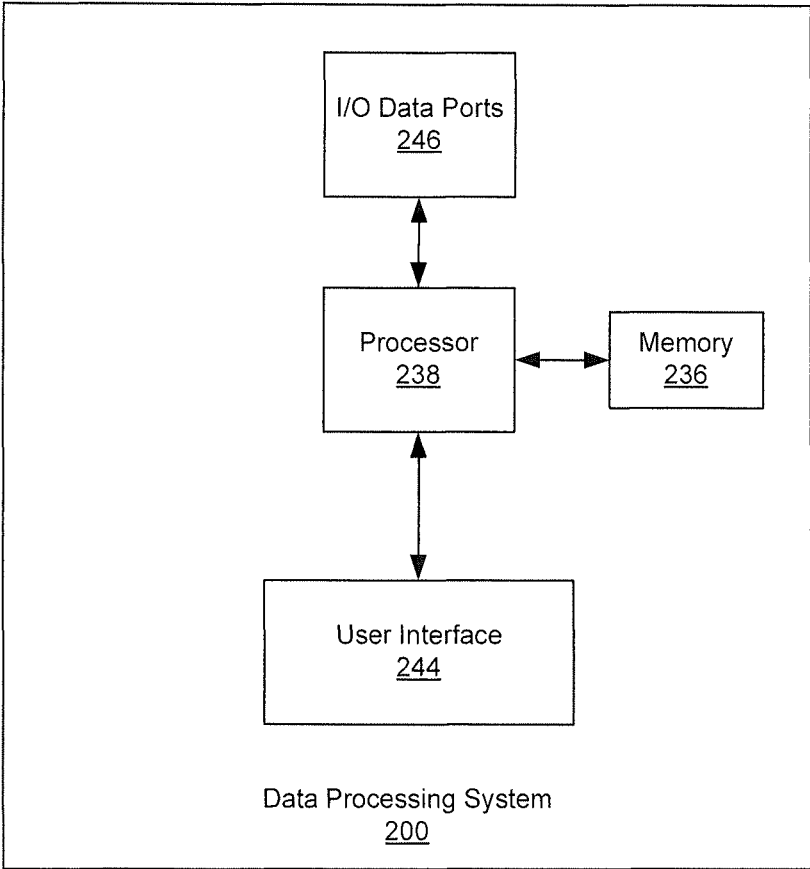 I/O Data Ports
246
Processor
238
Memory
236
User Interface
244
Data Processing System
200